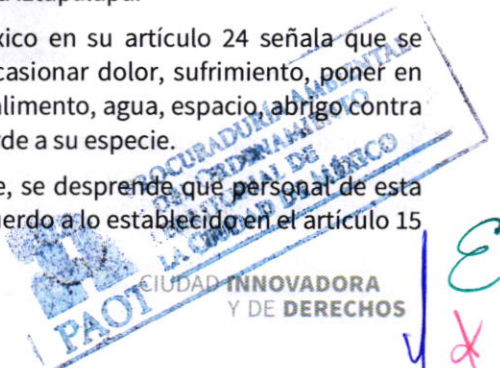 xico en su artículo 24 señala que se
casionar dolor, sufrimiento, poner en
alimento, agua, espacio, abrigo contra
rde a su especie.
e, se desprende que personal de esta
uerdo a lo establecido en el artículo 15
PROCURADURÍA AMBIENTAL
DEL ORDENAMIENTO
TERRITORIAL DE
LA CIUDAD DE MÉXICO
PAOT
CIUDAD INNOVADORA
Y DE DERECHOS